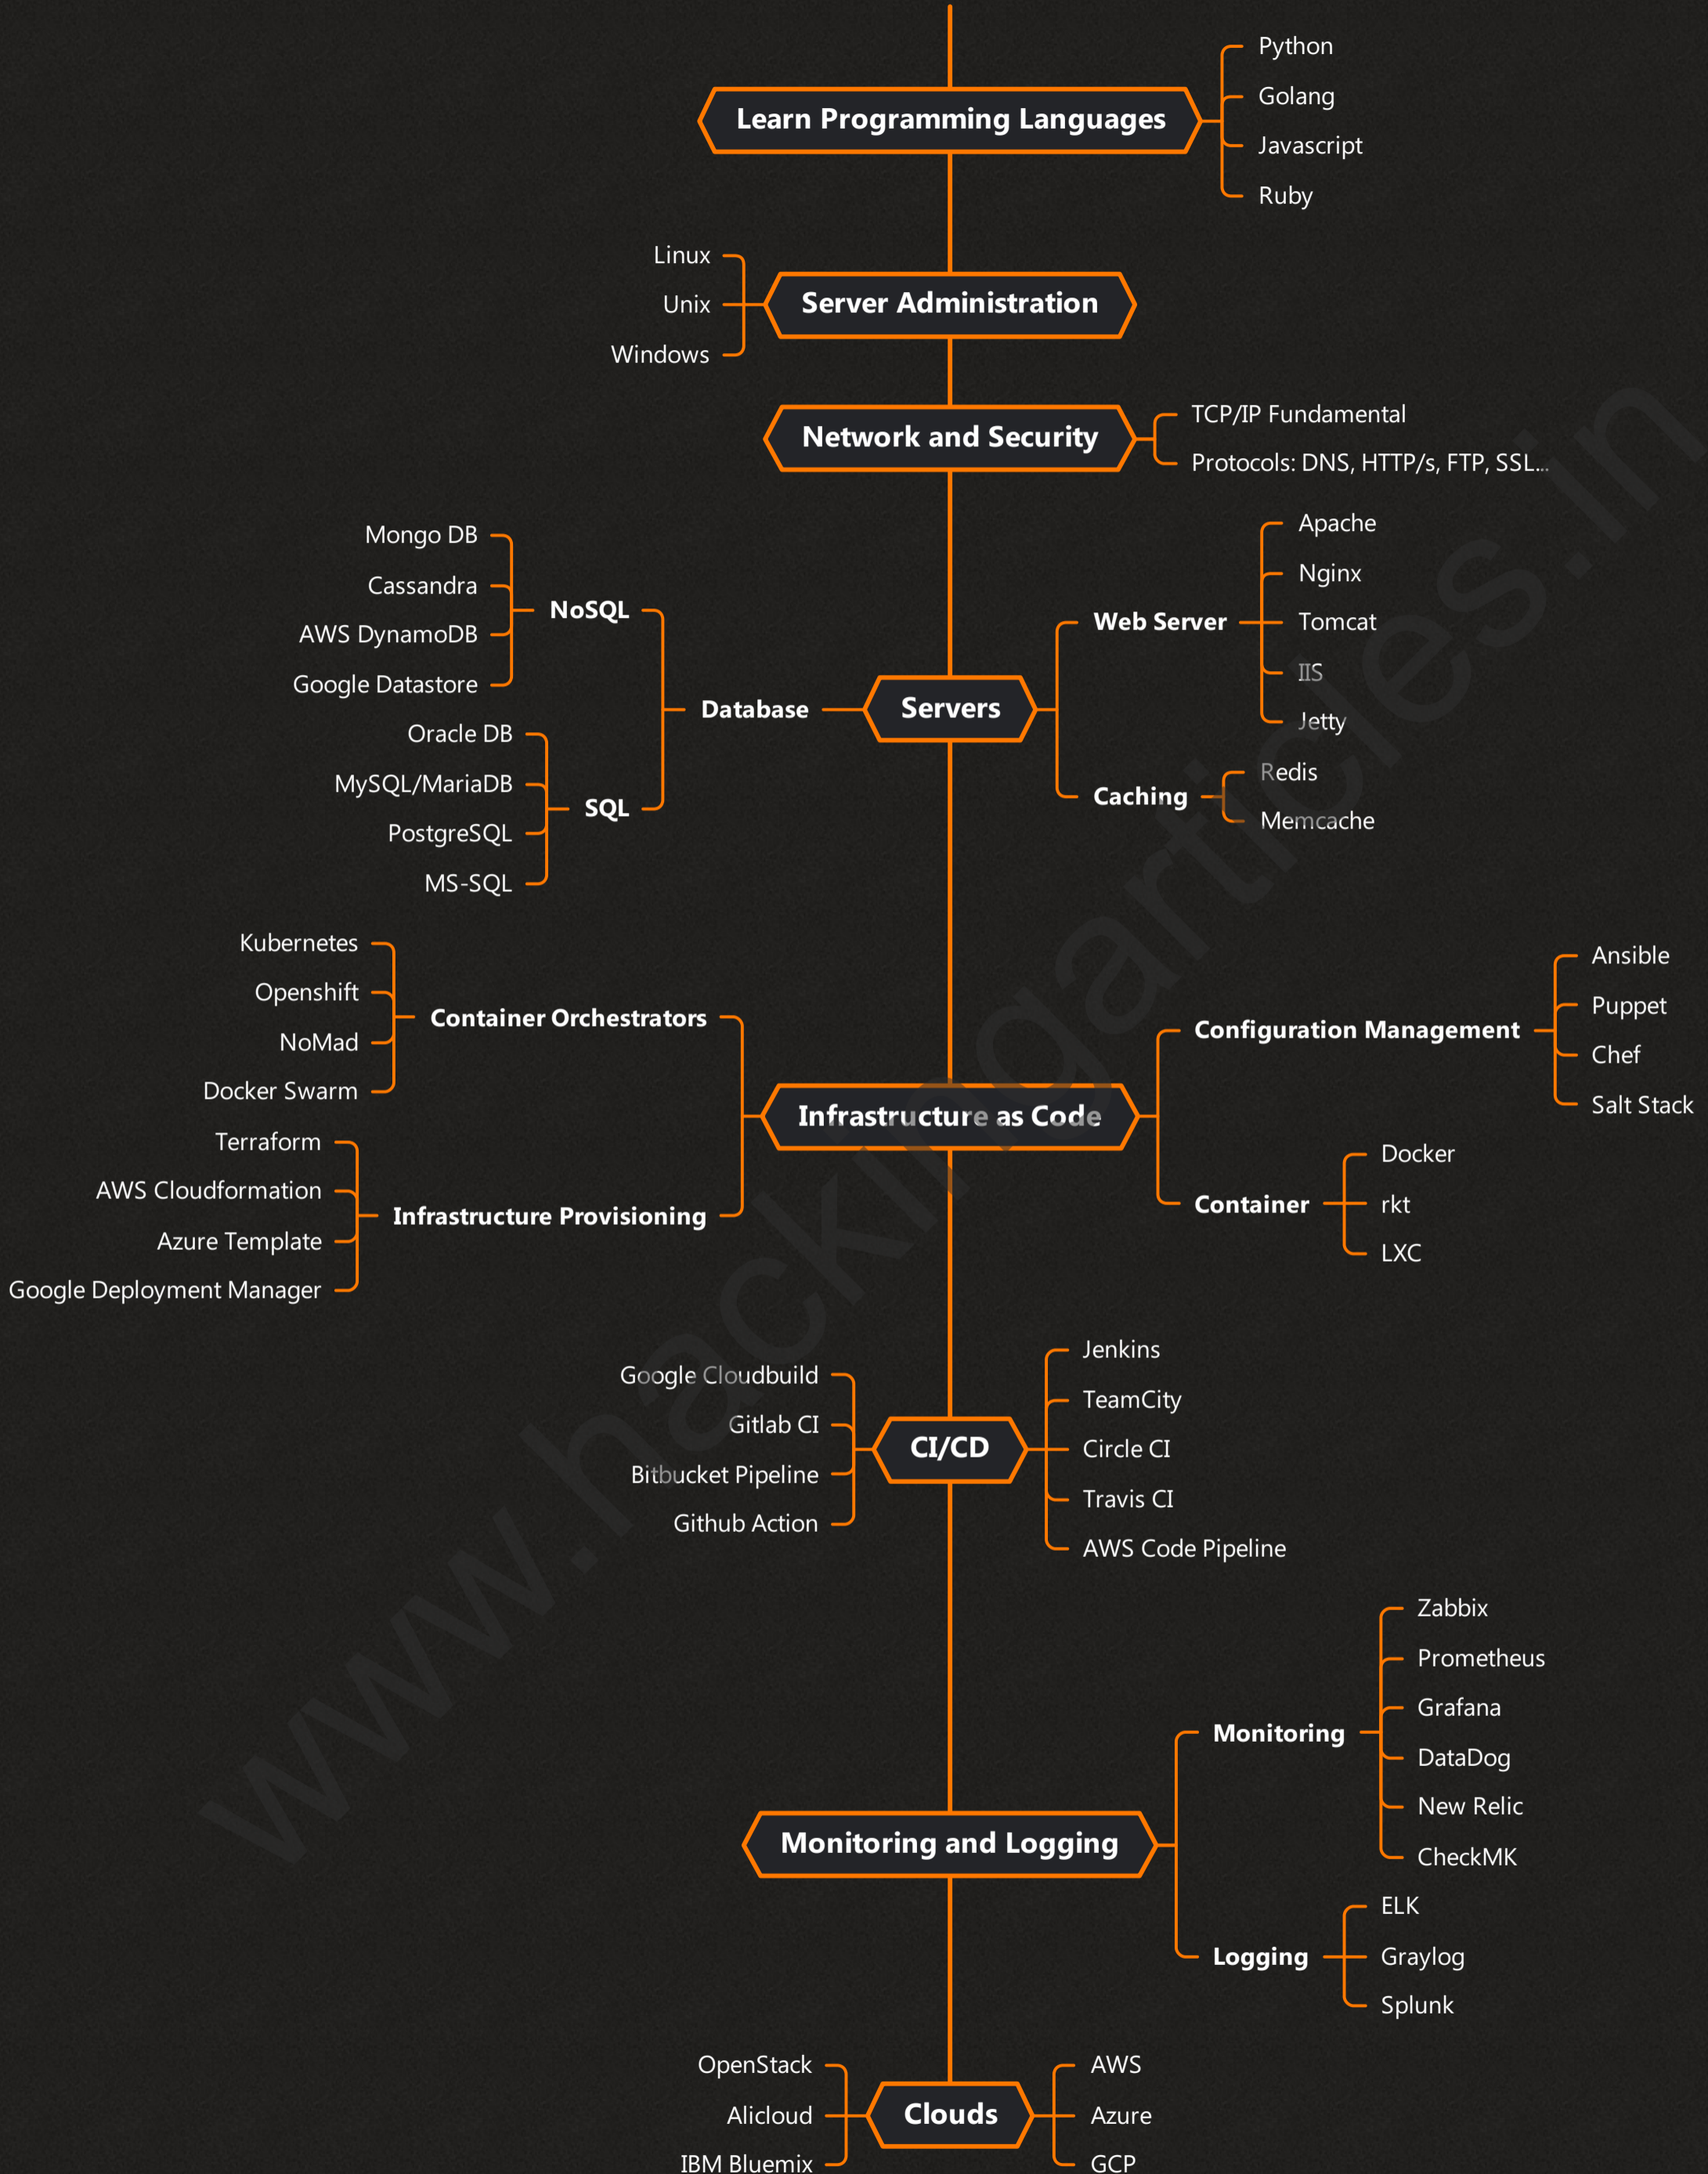 Learn Programming Languages
Python
Golang
Javascript
Ruby
Server Administration
Linux
Unix
Windows
Network and Security
TCP/IP Fundamental
Protocols: DNS, HTTP/s, FTP, SSL...
Servers
Database
NoSQL
Mongo DB
Cassandra
AWS DynamoDB
Google Datastore
SQL
Oracle DB
MySQL/MariaDB
PostgreSQL
MS-SQL
Web Server
Apache
Nginx
Tomcat
IIS
Jetty
Caching
Redis
Memcache
Infrastructure as Code
Container Orchestrators
Kubernetes
Openshift
NoMad
Docker Swarm
Infrastructure Provisioning
Terraform
AWS Cloudformation
Azure Template
Google Deployment Manager
Configuration Management
Ansible
Puppet
Chef
Salt Stack
Container
Docker
rkt
LXC
CI/CD
Google Cloudbuild
Gitlab CI
Bitbucket Pipeline
Github Action
Jenkins
TeamCity
Circle CI
Travis CI
AWS Code Pipeline
Monitoring and Logging
Monitoring
Zabbix
Prometheus
Grafana
DataDog
New Relic
CheckMK
Logging
ELK
Graylog
Splunk
Clouds
OpenStack
Alicloud
IBM Bluemix
AWS
Azure
GCP
www.hackingarticles.in